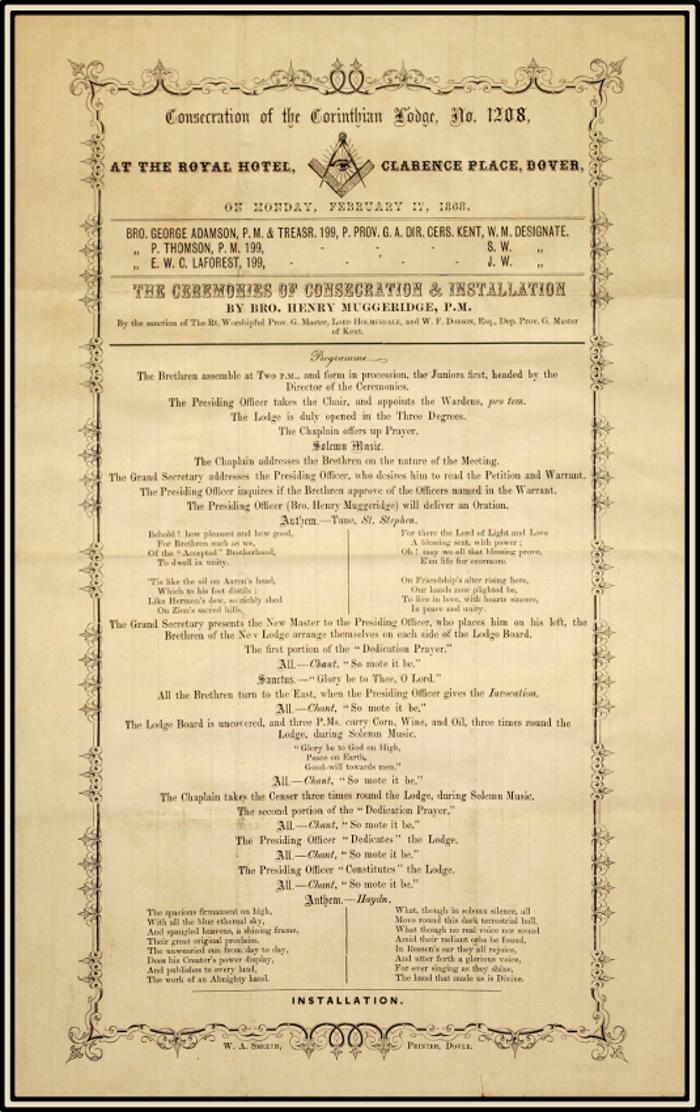 Consecration of the Corinthian Lodge, No. 1208,
AT THE ROYAL HOTEL, CLARENCE PLACE, DOVER,
ON MONDAY, FEBRUARY 17, 1868.
BRO. GEORGE ADAMSON, P.M. & TREASR. 199, P. PROV. G. A. DIR. CERS. KENT, W. M. DESIGNATE.
„ P. THOMSON, P. M. 199, - - - - S. W. „
„ E. W. C. LAFOREST, 199, - - - - J. W. „
THE CEREMONIES OF CONSECRATION & INSTALLATION
BY BRO. HENRY MUGGERIDGE, P.M.
By the sanction of The Rt. Worshipful Prov. G. Master, Lord Holmesdale, and W. F. Dobson, Esq., Dep. Prov. G. Master
of Kent.
Programme.
The Brethren assemble at Two P.M., and form in procession, the Juniors first, headed by the
Director of the Ceremonies.
The Presiding Officer takes the Chair, and appoints the Wardens, pro tem.
The Lodge is duly opened in the Three Degrees.
The Chaplain offers up Prayer.
Solemn Music.
The Chaplain addresses the Brethren on the nature of the Meeting.
The Grand Secretary addresses the Presiding Officer, who desires him to read the Petition and Warrant.
The Presiding Officer inquires if the Brethren approve of the Officers named in the Warrant.
The Presiding Officer (Bro. Henry Muggeridge) will deliver an Oration.
Anthem.—Tune, St. Stephen.
Behold! how pleasant and how good,
For Brethren such as we,
Of the "Accepted" Brotherhood,
To dwell in unity.
'Tis like the oil on Aaron's head,
Which to his feet distils:
Like Hermon's dew, so richly shed
On Zion's sacred hills.
For there the Lord of Light and Love
A blessing sent, with power;
Oh! may we all that blessing prove,
E'en life for evermore.
On Friendship's alter rising here,
Our hands now plighted be,
To live in love, with hearts sincere,
In peace and unity.
The Grand Secretary presents the New Master to the Presiding Officer, who places him on his left, the
Brethren of the New Lodge arrange themselves on each side of the Lodge Board.
The first portion of the "Dedication Prayer."
All.—Chant. "So mote it be."
Sanctus.—"Glory be to Thee, O Lord."
All the Brethren turn to the East, when the Presiding Officer gives the Invocation.
All.—Chant, "So mote it be."
The Lodge Board is uncovered, and three P.Ms. carry Corn, Wine, and Oil, three times round the
Lodge, during Solemn Music.
"Glory be to God on High,
Peace on Earth,
Good-will towards men."
All.—Chant, "So mote it be."
The Chaplain takes the Censer three times round the Lodge, during Solemn Music.
The second portion of the "Dedication Prayer."
All.—Chant, "So mote it be."
The Presiding Officer "Dedicates" the Lodge.
All.—Chant, "So mote it be."
The Presiding Officer "Constitutes" the Lodge.
All.—Chant, "So mote it be."
Anthem.—Haydn.
The spacious firmament on high,
With all the blue ethereal sky,
And spangled heavens, a shining frame,
Their great original proclaim.
The unwearied sun from day to day,
Does his Creator's power display,
And publishes to every land,
The work of an Almighty hand.
What, though in solemn silence, all
Move round this dark terrestrial ball,
What though no real voice nor sound
Amid their radiant orbs be found,
In Reason's ear they all rejoice,
And utter forth a glorious voice,
For ever singing as they shine,
The hand that made us is Divine.
INSTALLATION.
W. A. Smeeth, Printer, Dover.